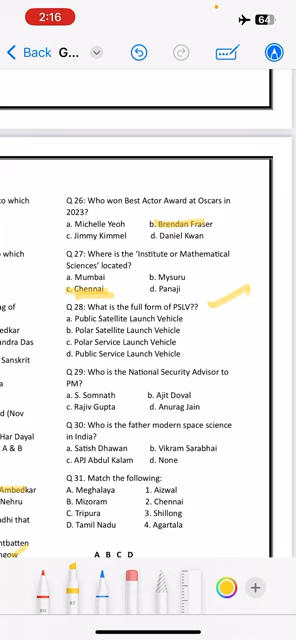 2:16
64
Back G...
to which
Q 26: Who won Best Actor Award at Oscars in
2023?
a. Michelle Yeoh b. Brendan Fraser
c. Jimmy Kimmel d. Daniel Kwan
which
Q 27: Where is the 'Institute or Mathematical
Sciences' located?
a. Mumbai b. Mysuru
c. Chennai d. Panaji
ag of
Q 28: What is the full form of PSLV??
a. Public Satellite Launch Vehicle
edkar
b. Polar Satellite Launch Vehicle
ndra Das
c. Polar Service Launch Vehicle
d. Public Service Launch Vehicle
Sanskrit
Q 29: Who is the National Security Advisor to
a
PM?
a. S. Somnath b. Ajit Doval
d (Nov
c. Rajiv Gupta d. Anurag Jain
Har Dayal
Q 30: Who is the father modern space science
A & B
in India?
a. Satish Dhawan b. Vikram Sarabhai
c. APJ Abdul Kalam d. None
Ambedkar
Q 31. Match the following:
Nehru
A. Meghalaya 1. Aizwal
B. Mizoram 2. Chennai
dhi that
C. Tripura 3. Shillong
D. Tamil Nadu 4. Agartala
ntbatten
ngow
A B C D